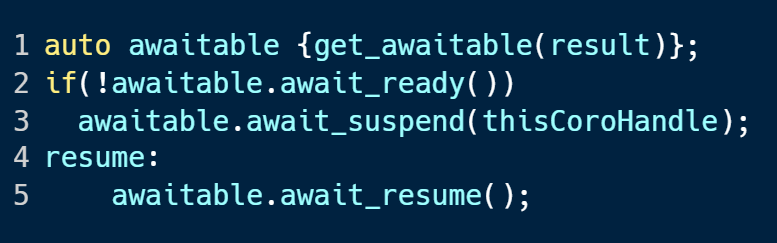 1 auto awaitable {get_awaitable(result)};
2 if(!awaitable.await_ready())
3   awaitable.await_suspend(thisCoroHandle);
4 resume:
5     awaitable.await_resume();